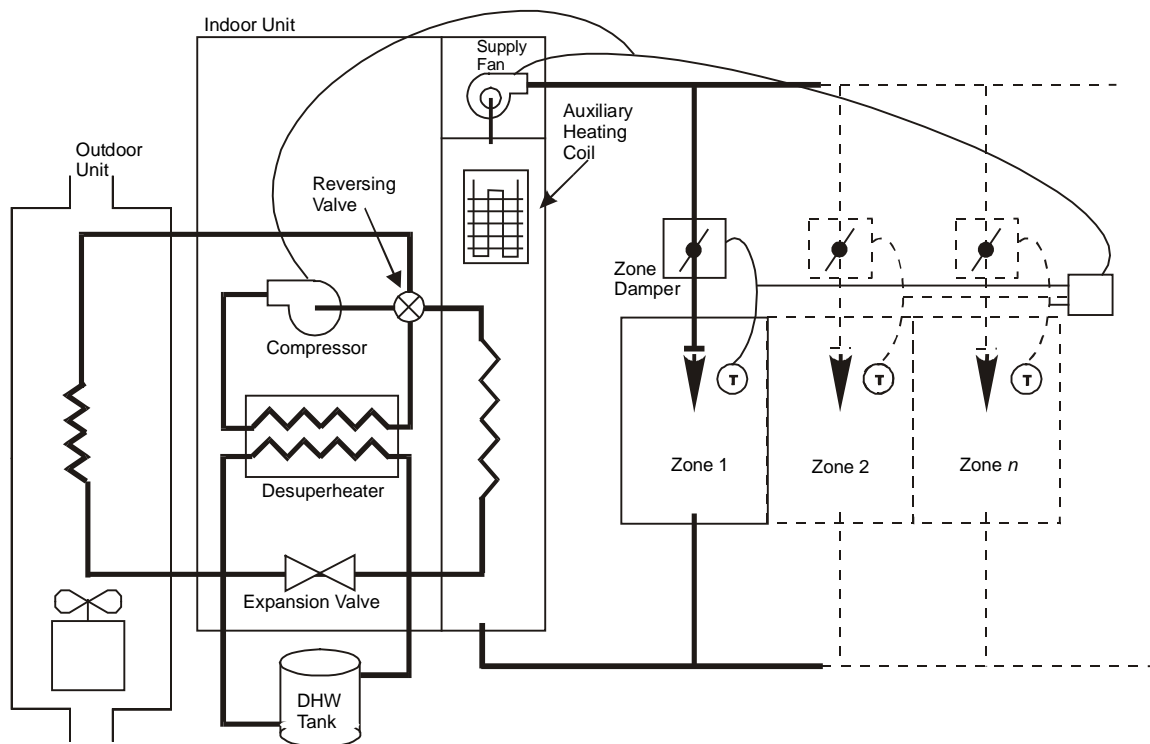 Indoor Unit
Supply
Fan
Auxiliary
Heating
Coil
Outdoor
Unit
Reversing
Valve
Zone
Damper
Compressor
T
T
T
Zone 1
Zone 2
Zone n
Desuperheater
Expansion Valve
DHW
Tank